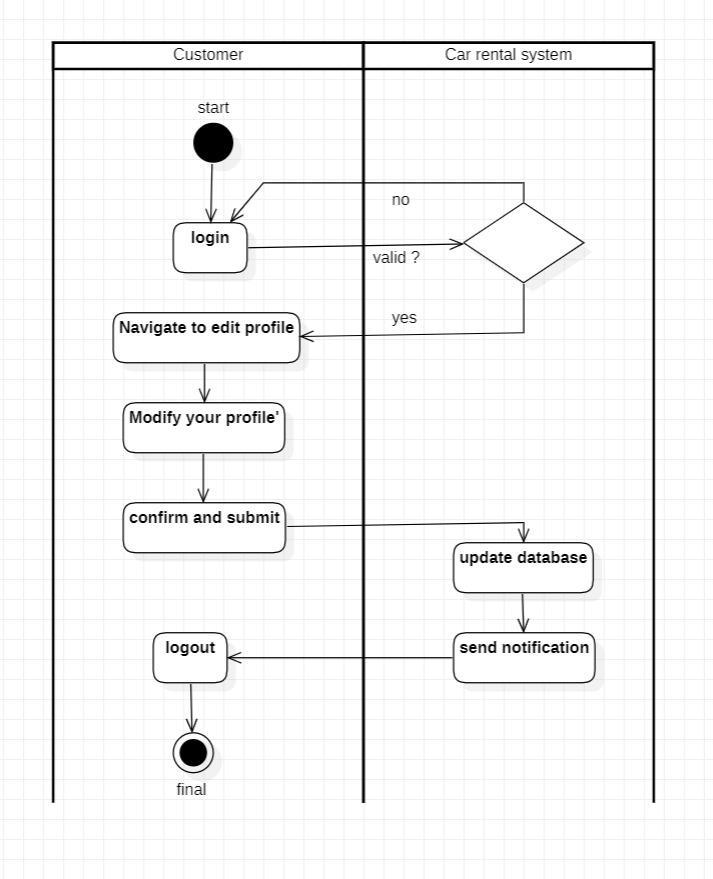 Customer
Car rental system
start
no
login
valid ?
yes
Navigate to edit profile
Modify your profile'
confirm and submit
update database
logout
send notification
final